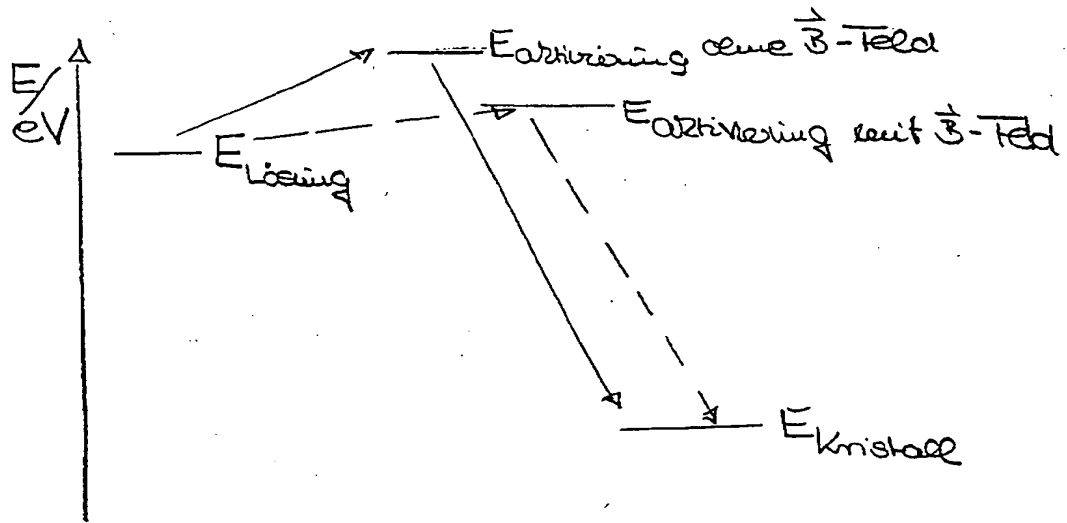 E/eV
E Aktivierung ohne B⃗-Feld
E Aktivierung mit B⃗-Feld
E Lösung
E Kristall